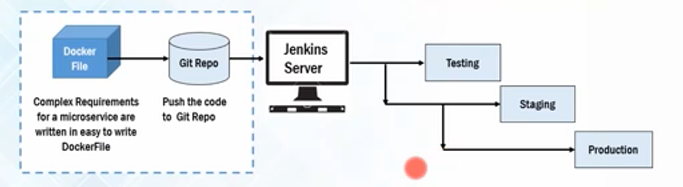 Docker
File
Git Repo
Jenkins
Server
Testing
Staging
Production
Complex Requirements
for a microservice are
written in easy to write
DockerFile
Push the code
to Git Repo